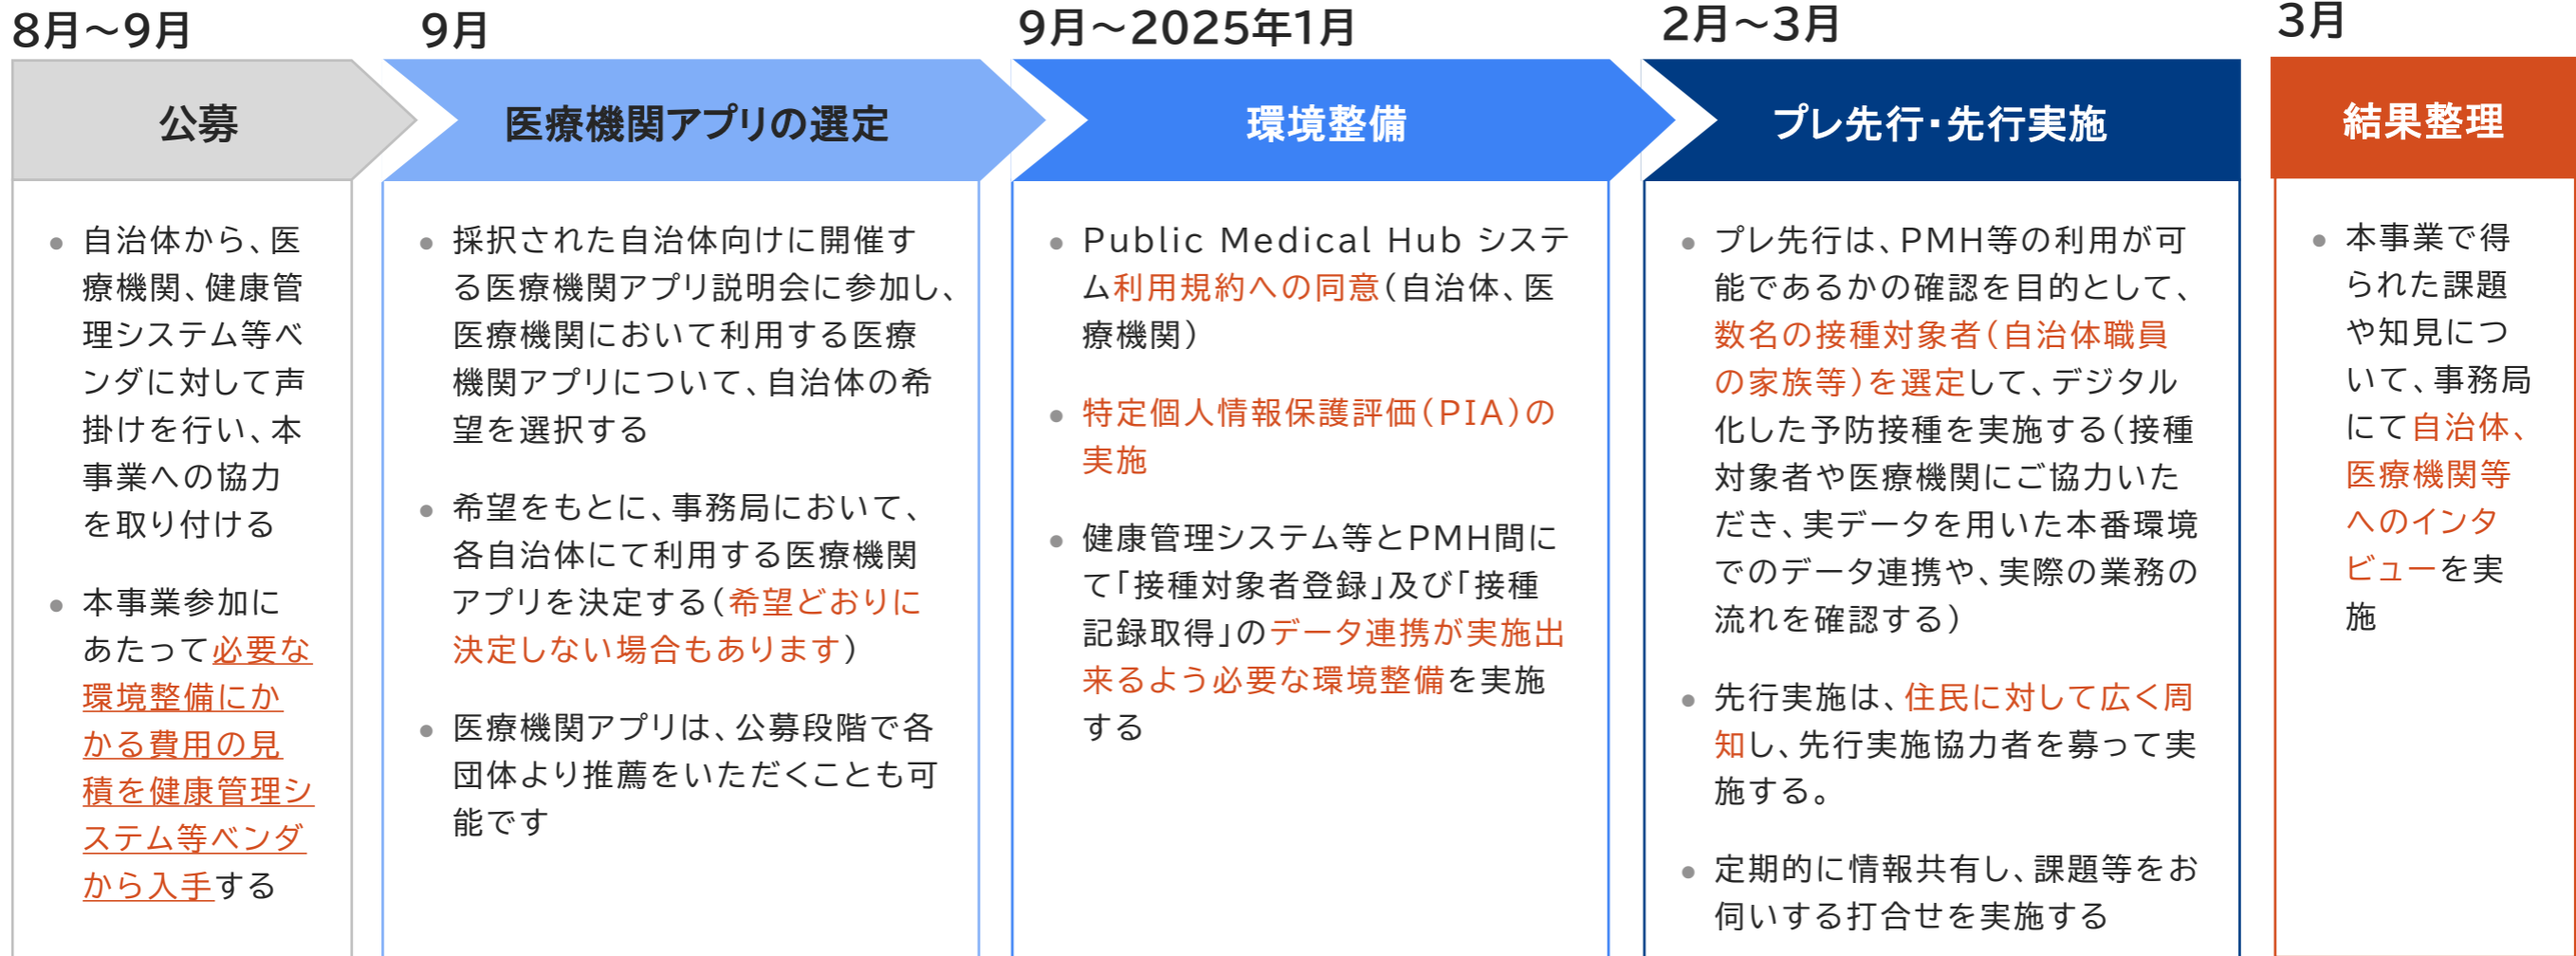 8月～9月
公募
自治体から、医
療機関、健康管
理システム等ベ
ンダに対して声
掛けを行い、本
事業への協力
を取り付ける
本事業参加に
あたって必要な
環境整備にか
かる費用の見
積を健康管理シ
ステム等ベンダ
から入手する
9月
医療機関アプリの選定
採択された自治体向けに開催す
る医療機関アプリ説明会に参加し、
医療機関において利用する医療
機関アプリについて、自治体の希
望を選択する
希望をもとに、事務局において、
各自治体にて利用する医療機関
アプリを決定する(希望どおりに
決定しない場合もあります)
医療機関アプリは、公募段階で各
団体より推薦をいただくことも可
能です
9月～2025年1月
環境整備
Public Medical Hub システ
ム利用規約への同意(自治体、医
療機関)
特定個人情報保護評価(PIA)の
実施
健康管理システム等とPMH間に
て「接種対象者登録」及び「接種
記録取得」のデータ連携が実施出
来るよう必要な環境整備を実施
する
2月～3月
プレ先行・先行実施
プレ先行は、PMH等の利用が可
能であるかの確認を目的として、
数名の接種対象者(自治体職員
の家族等)を選定して、デジタル
化した予防接種を実施する(接種
対象者や医療機関にご協力いた
だき、実データを用いた本番環境
でのデータ連携や、実際の業務の
流れを確認する)
先行実施は、住民に対して広く周
知し、先行実施協力者を募って実
施する。
定期的に情報共有し、課題等をお
伺いする打合せを実施する
3月
結果整理
本事業で得
られた課題
や知見につ
いて、事務局
にて自治体、
医療機関等
へのインタ
ビューを実
施